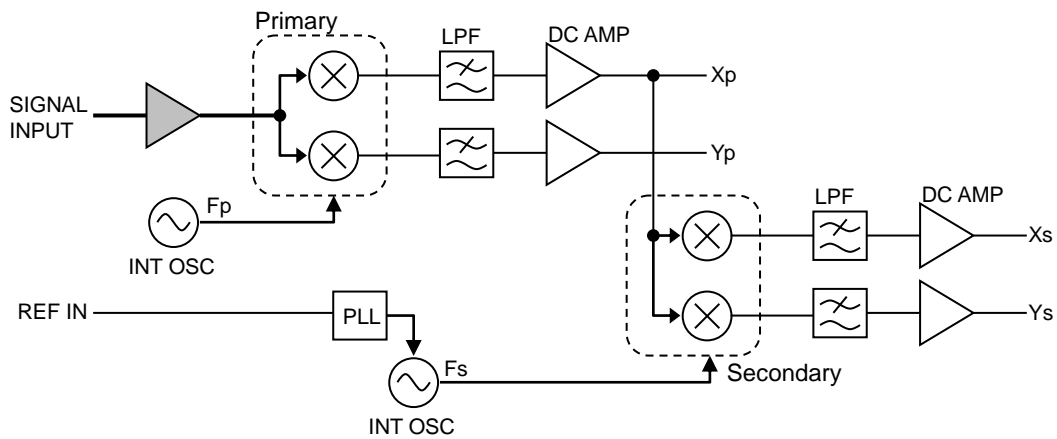 Primary
LPF
DC AMP
Xp
SIGNAL
INPUT
Yp
Fp
INT OSC
LPF
DC AMP
Xs
REF IN
PLL
Ys
Fs
Secondary
INT OSC